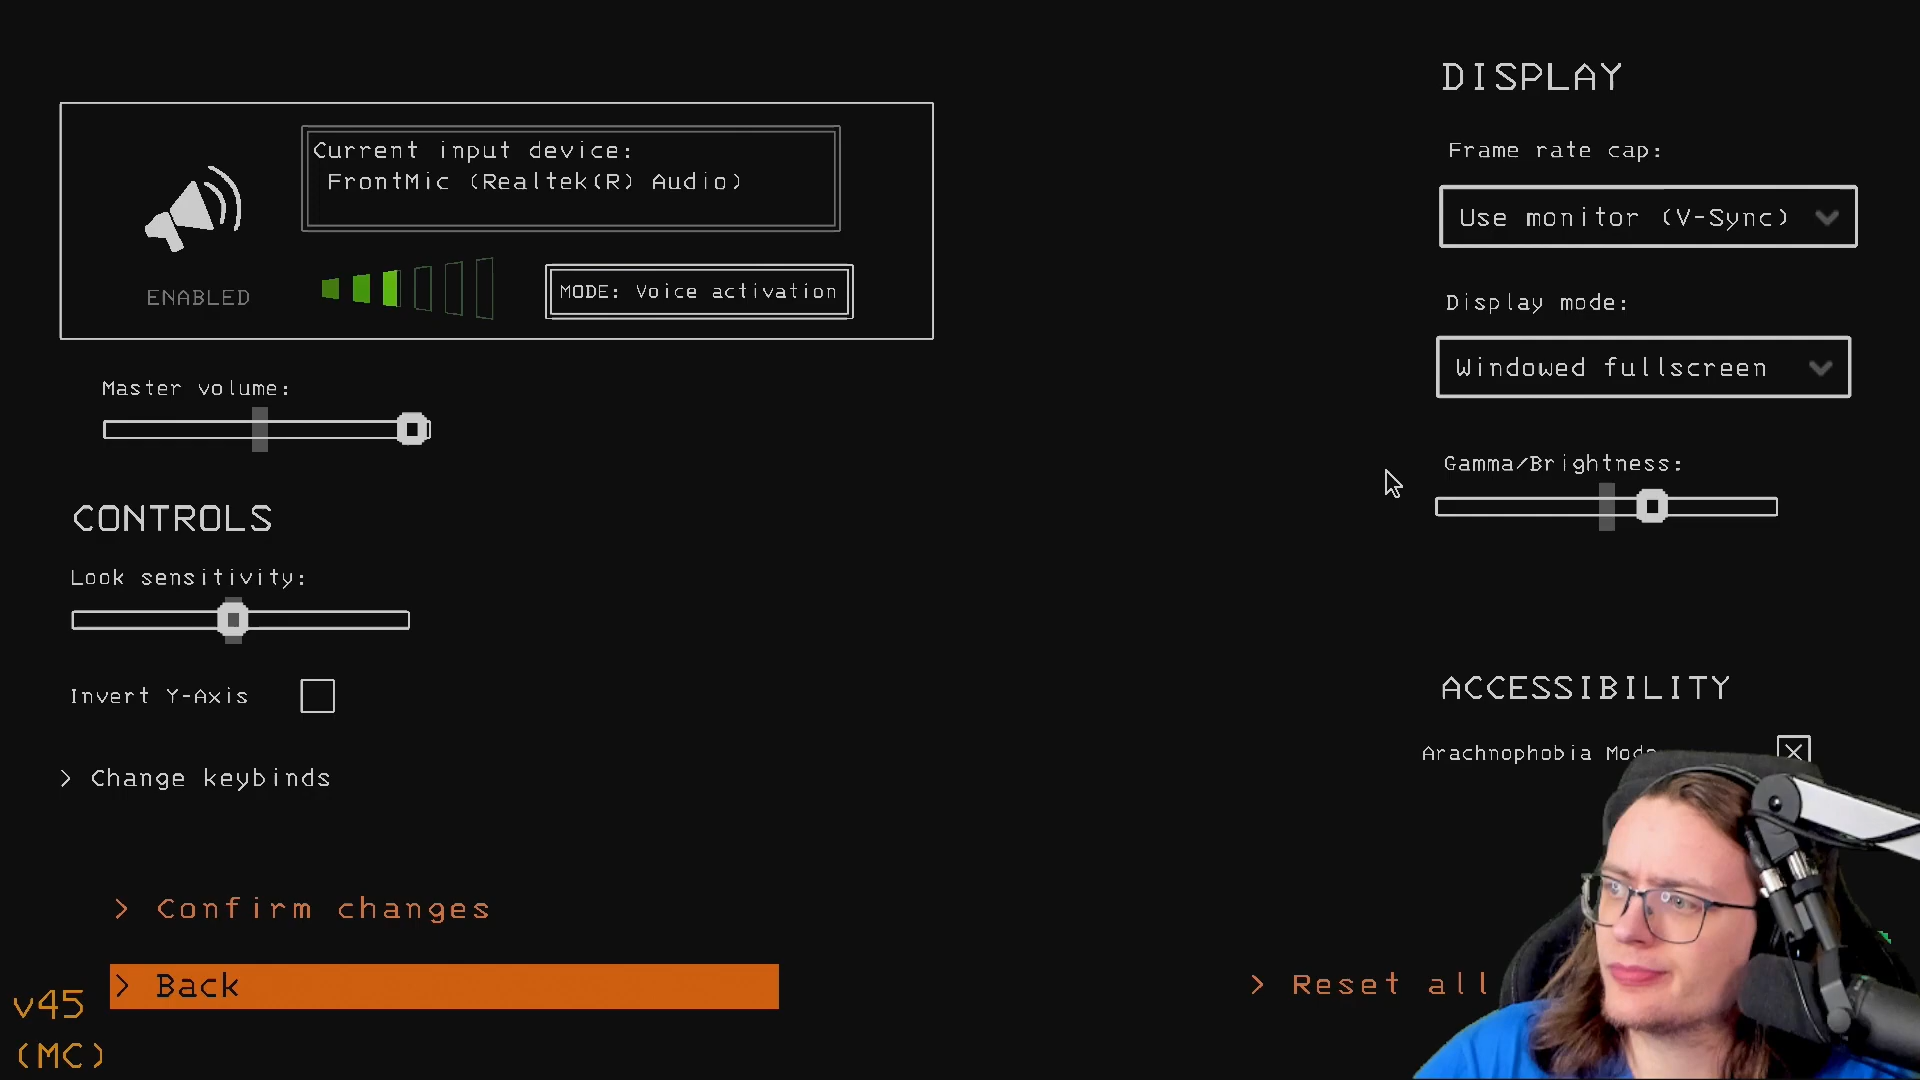 Current input device:
FrontMic (Realtek(R) Audio)
ENABLED
MODE: Voice activation
Master volume:
CONTROLS
Look sensitivity:
Invert Y-Axis
> Change keybinds
> Confirm changes
> Back
v45
(MC)
DISPLAY
Frame rate cap:
Use monitor (V-Sync)
Display mode:
Windowed fullscreen
Gamma/Brightness:
ACCESSIBILITY
Arachnophobia Mode
> Reset all